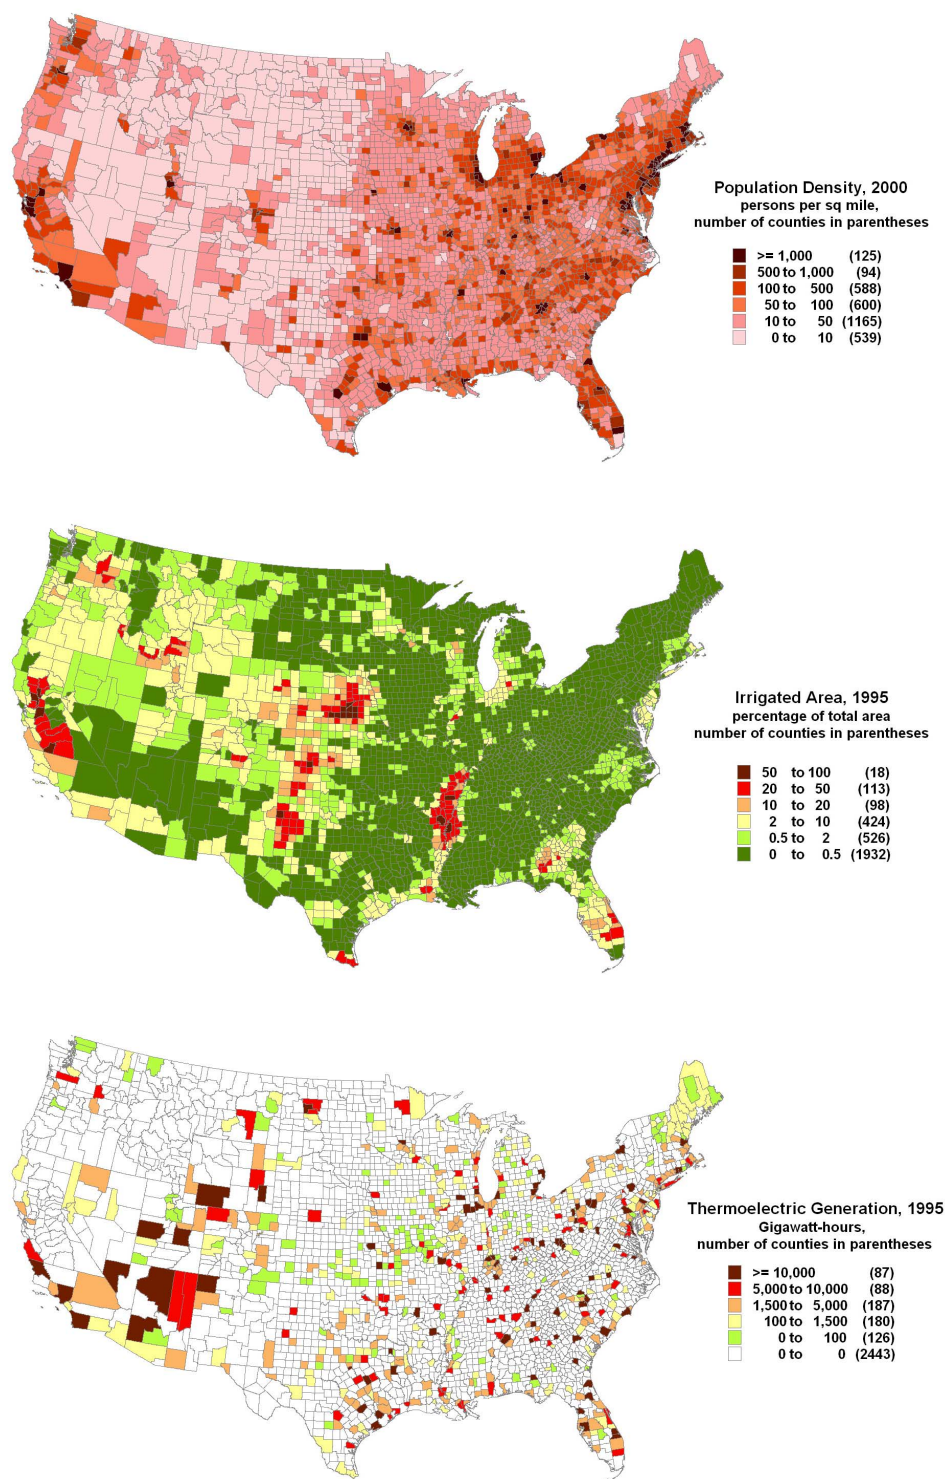 Population Density, 2000
persons per sq mile,
number of counties in parentheses
>= 1,000 (125)
500 to 1,000 (94)
100 to 500 (588)
50 to 100 (600)
10 to 50 (1165)
0 to 10 (539)
Irrigated Area, 1995
percentage of total area
number of counties in parentheses
50 to 100 (18)
20 to 50 (113)
10 to 20 (98)
2 to 10 (424)
0.5 to 2 (526)
0 to 0.5 (1932)
Thermoelectric Generation, 1995
Gigawatt-hours,
number of counties in parentheses
>= 10,000 (87)
5,000 to 10,000 (88)
1,500 to 5,000 (187)
100 to 1,500 (180)
0 to 100 (126)
0 to 0 (2443)